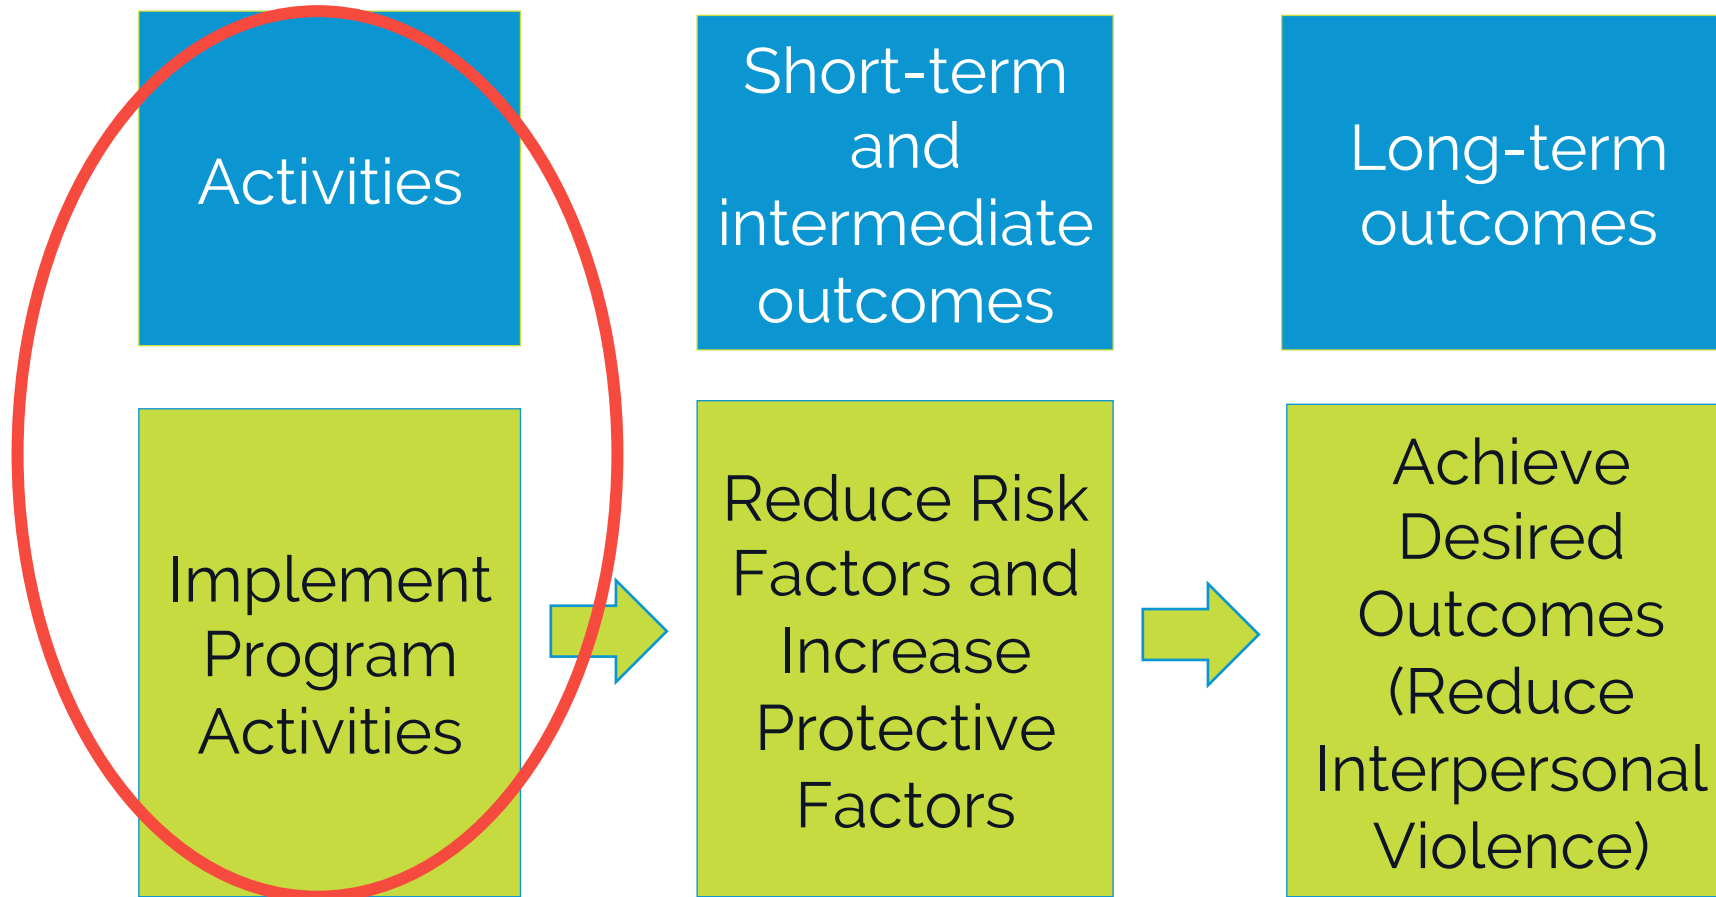 Activities
Short-term
and
intermediate
outcomes
Long-term
outcomes
Implement
Program
Activities
Reduce Risk
Factors and
Increase
Protective
Factors
Achieve
Desired
Outcomes
(Reduce
Interpersonal
Violence)